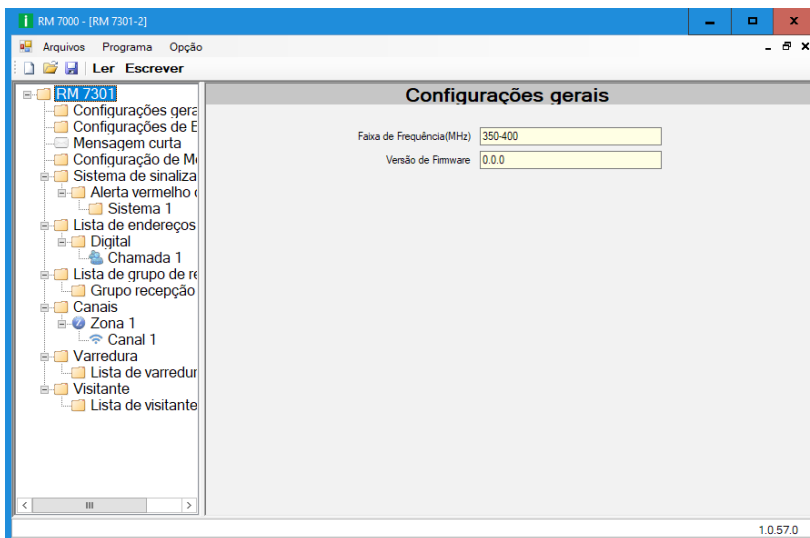 RM 7000 - [RM 7301-2]
Arquivos Programa Opção
Ler Escrever
RM 7301
Configurações gera
Configurações de E
Mensagem curta
Configuração de Me
Sistema de sinaliza
Alerta vermelho
Sistema 1
Lista de endereços
Digital
Chamada 1
Lista de grupo de re
Grupo recepção
Canais
Zona 1
Canal 1
Varredura
Lista de varredur
Visitante
Lista de visitante
Configurações gerais
Faixa de Frequência(MHz) 350-400
Versão de Firmware 0.0.0
1.0.57.0